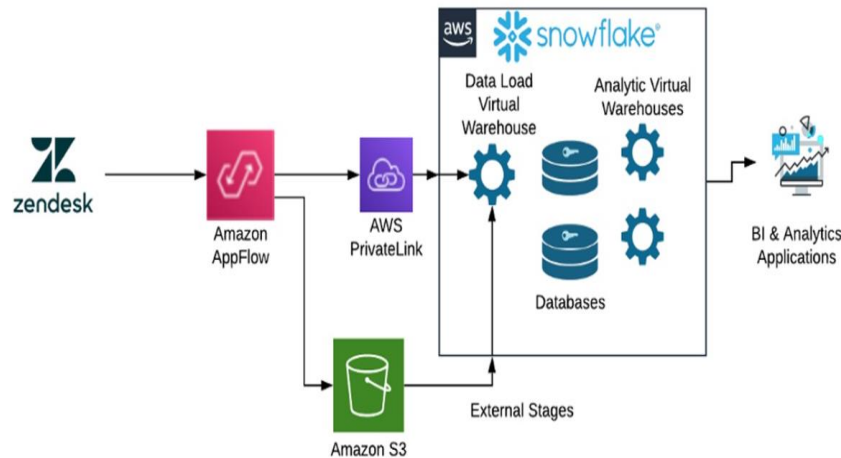 aws
snowflake®
Data Load
Virtual
Warehouse
Analytic Virtual
Warehouses
zendesk
Amazon
AppFlow
AWS
PrivateLink
Databases
BI & Analytics
Applications
External Stages
Amazon S3